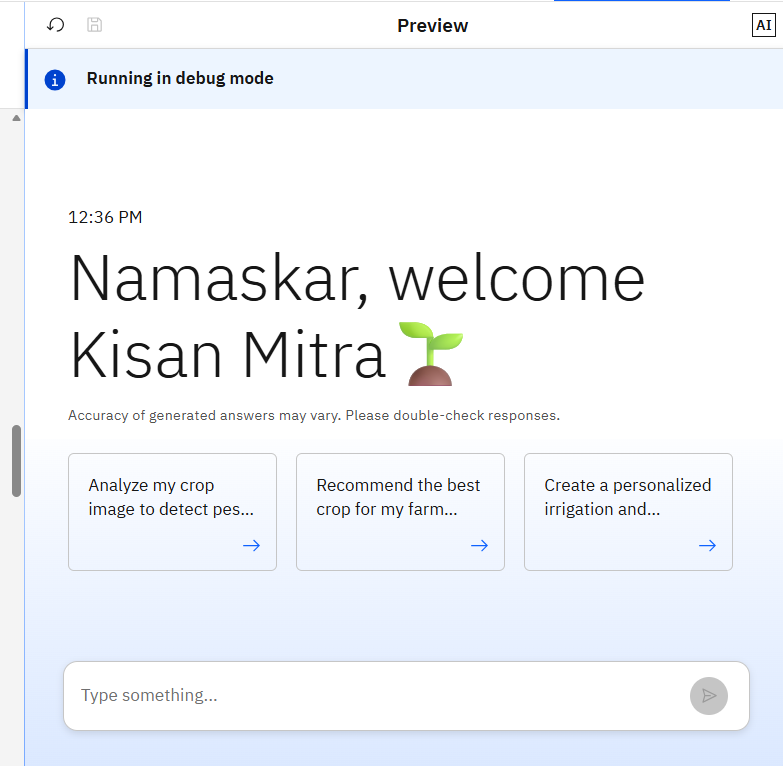 Preview
AI
Running in debug mode
12:36 PM
Namaskar, welcome
Kisan Mitra🌱
Accuracy of generated answers may vary. Please double-check responses.
Analyze my crop
image to detect pes...
Recommend the best
crop for my farm...
Create a personalized
irrigation and...
Type something...